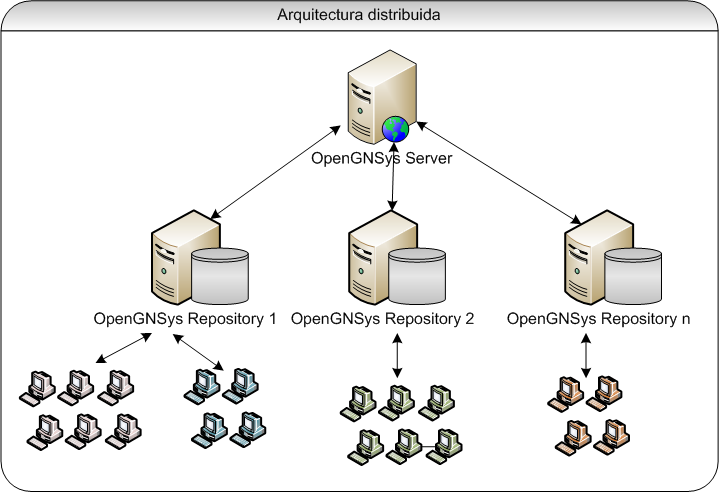 Arquitectura distribuida
OpenGNSys Server
OpenGNSys Repository 1
OpenGNSys Repository 2
OpenGNSys Repository n